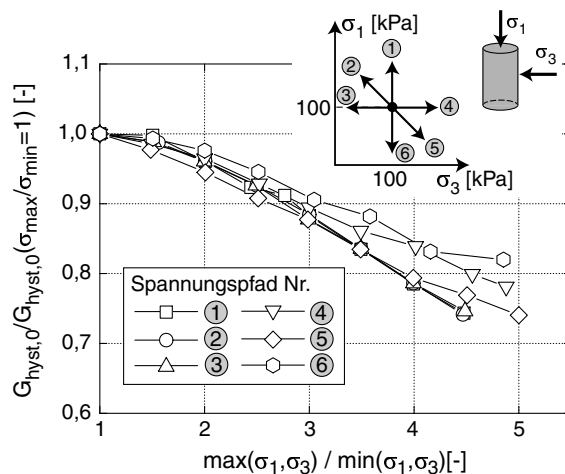 G_hyst,0/G_hyst,0(σ_max/σ_min=1) [-]
1,1
1,0
0,9
0,8
0,7
0,6
1 2 3 4 5
max(σ₁,σ₃) / min(σ₁,σ₃)[-]
σ₁ [kPa]
100
100
σ₃ [kPa]
1
2
3
4
5
6
σ₁
σ₃
Spannungspfad Nr.
1 4
2 5
3 6